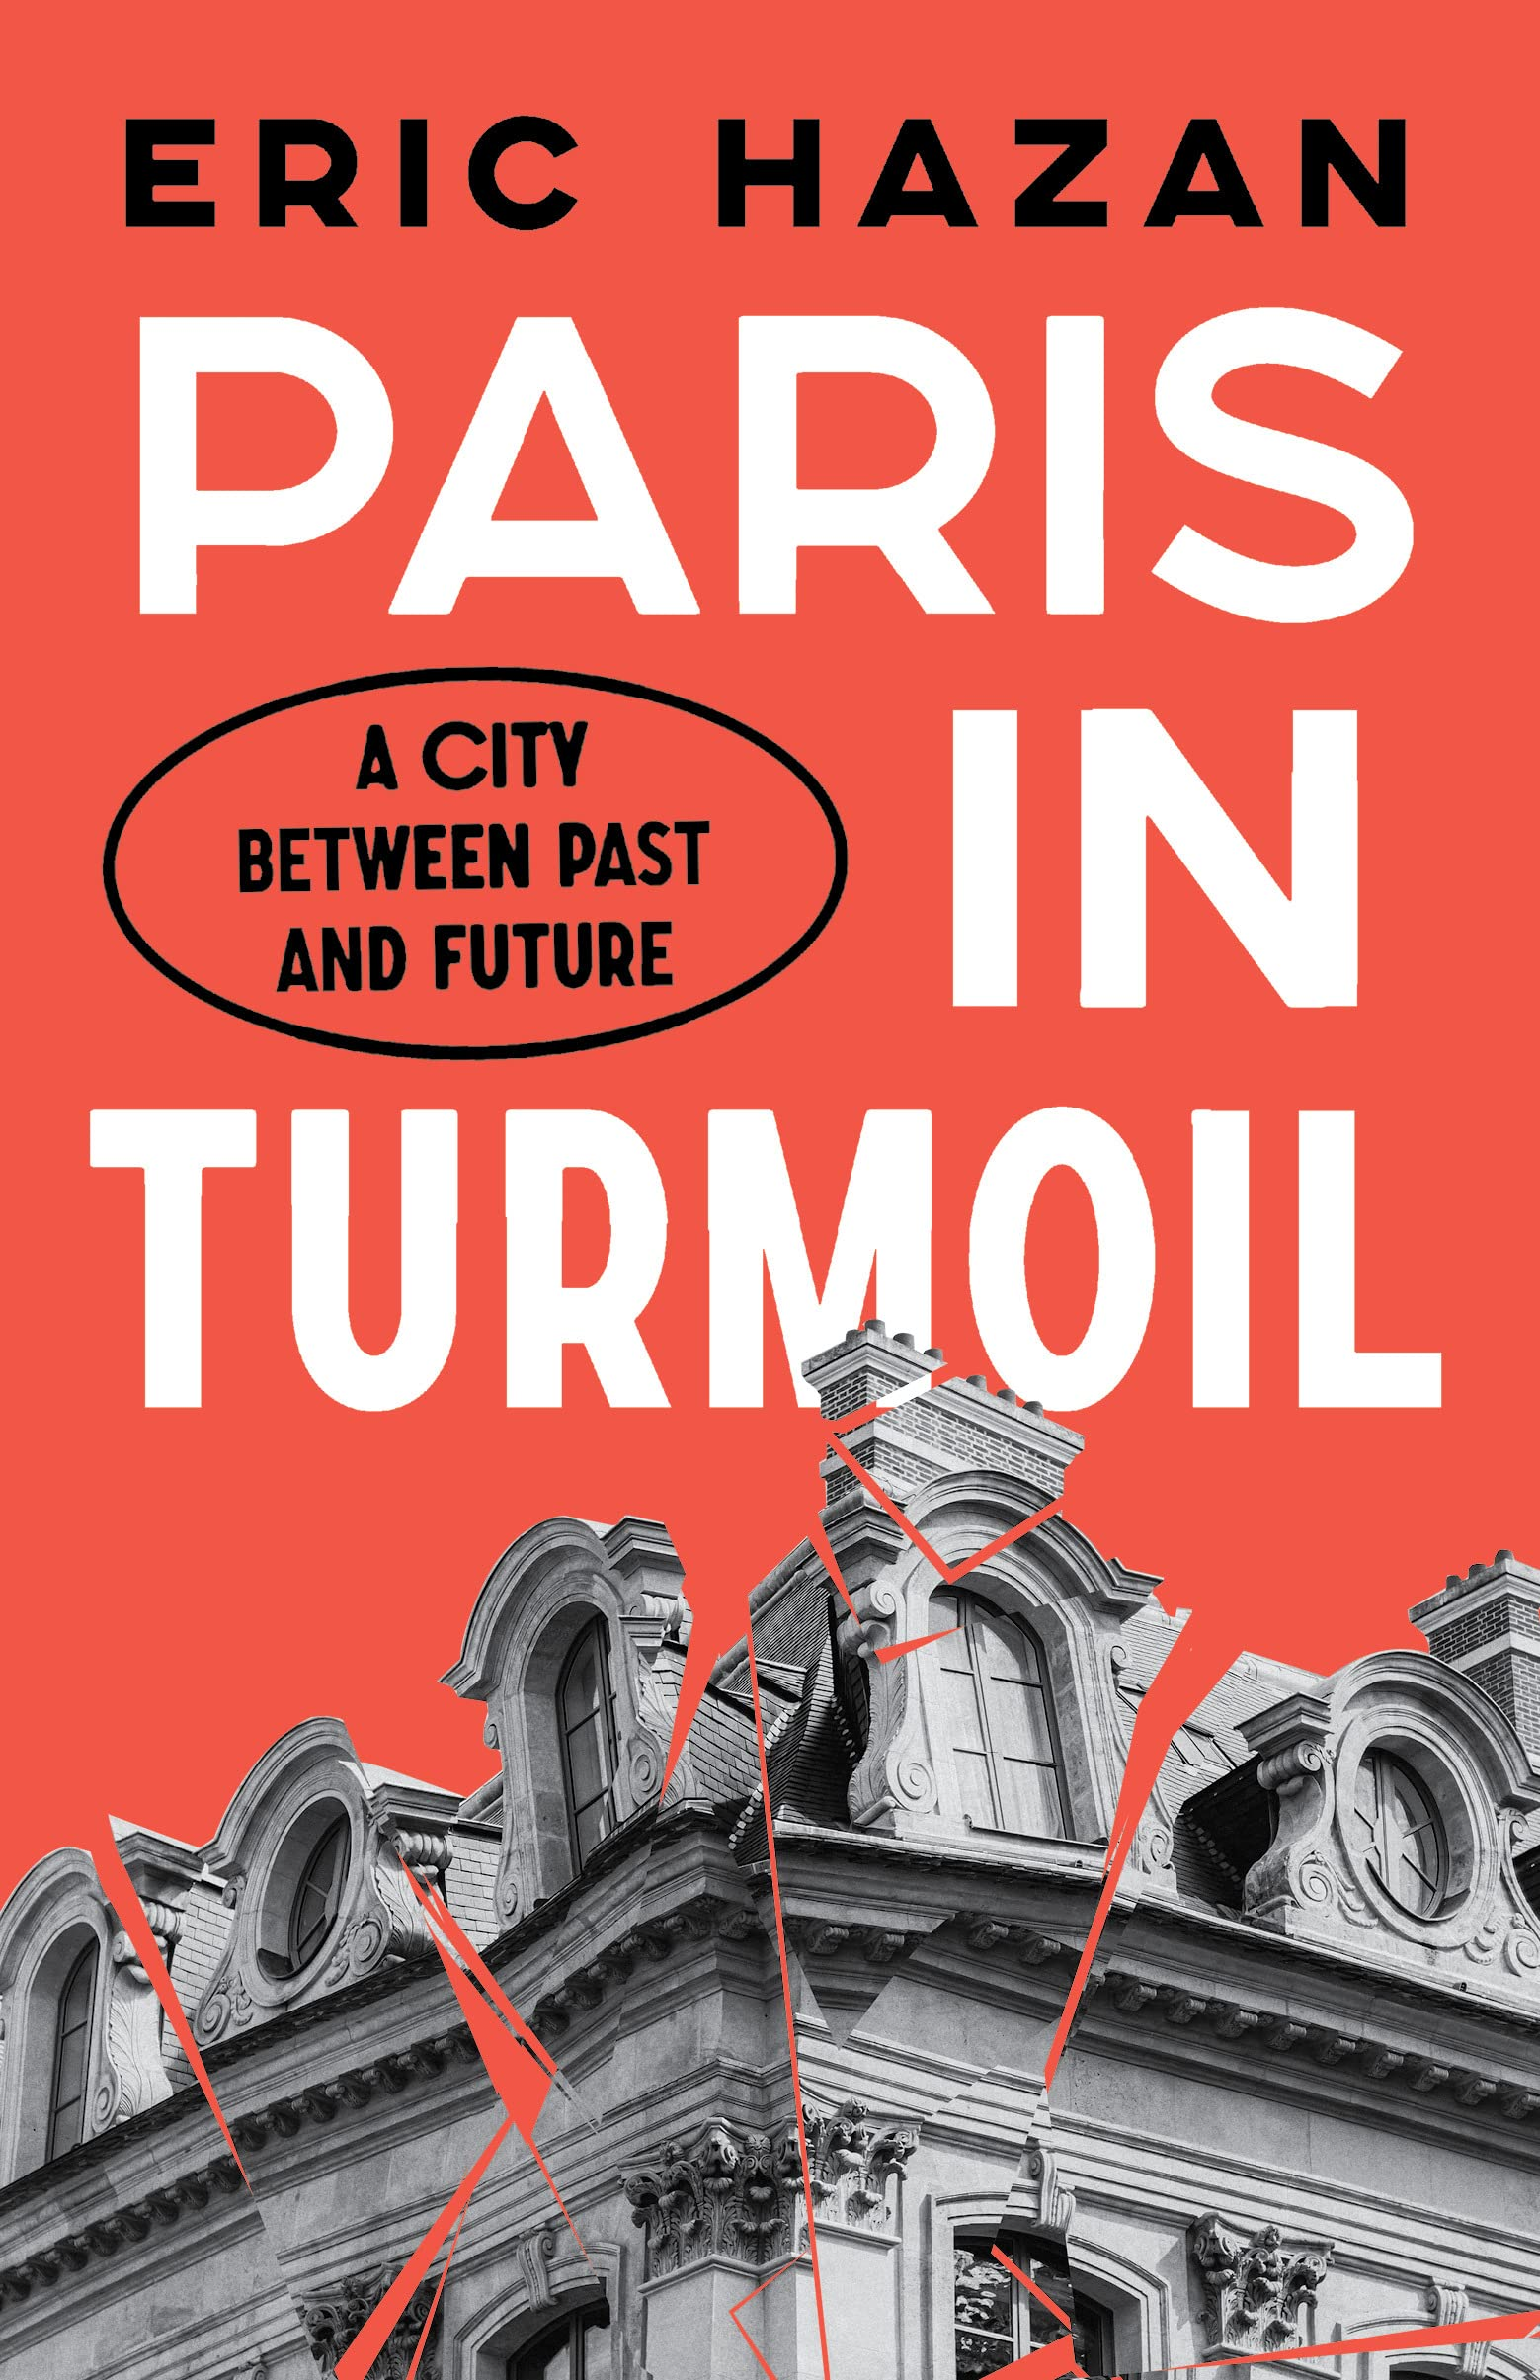 ERIC HAZAN
PARIS
A CITY
BETWEEN PAST
AND FUTURE
IN
TURMOIL